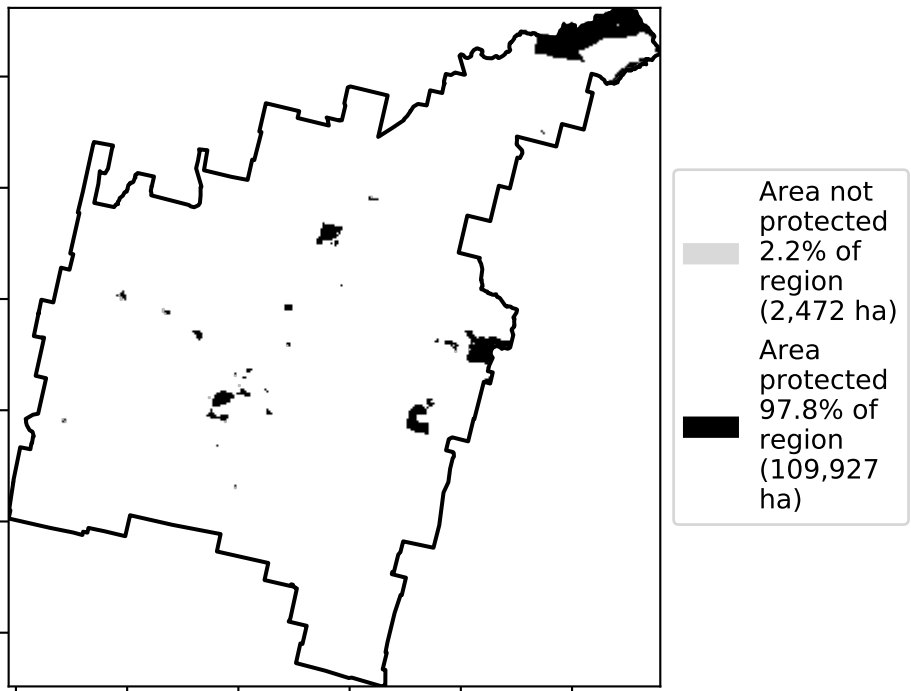 Area not
protected
2.2% of
region
(2,472 ha)
Area
protected
97.8% of
region
(109,927
ha)